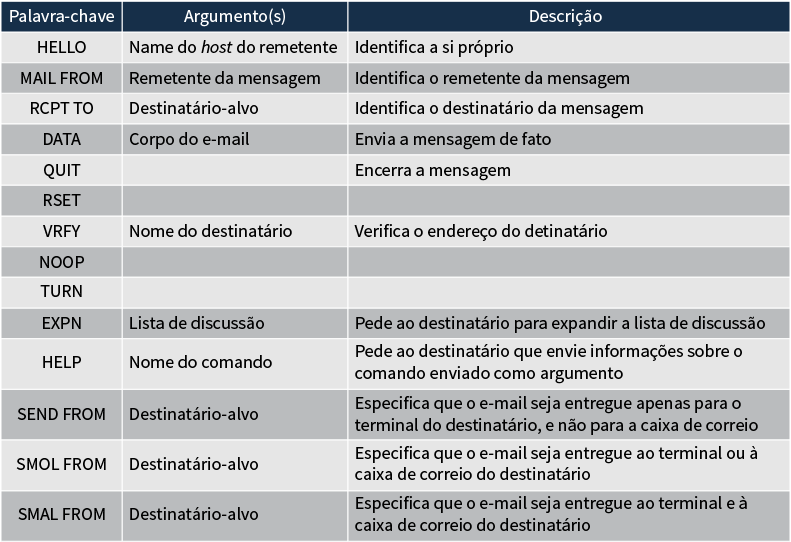 Palavra-chave Argumento(s) Descrição
HELLO Name do host do remetente Identifica a si próprio
MAIL FROM Remetente da mensagem Identifica o remetente da mensagem
RCPT TO Destinatário-alvo Identifica o destinatário da mensagem
DATA Corpo do e-mail Envia a mensagem de fato
QUIT Encerra a mensagem
RSET
VRFY Nome do destinatário Verifica o endereço do detinatário
NOOP
TURN
EXPN Lista de discussão Pede ao destinatário para expandir a lista de discussão
HELP Nome do comando Pede ao destinatário que envie informações sobre o
comando enviado como argumento
SEND FROM Destinatário-alvo Especifica que o e-mail seja entregue apenas para o
terminal do destinatário, e não para a caixa de correio
SMOL FROM Destinatário-alvo Especifica que o e-mail seja entregue ao terminal ou à
caixa de correio do destinatário
SMAL FROM Destinatário-alvo Especifica que o e-mail seja entregue ao terminal e à
caixa de correio do destinatário